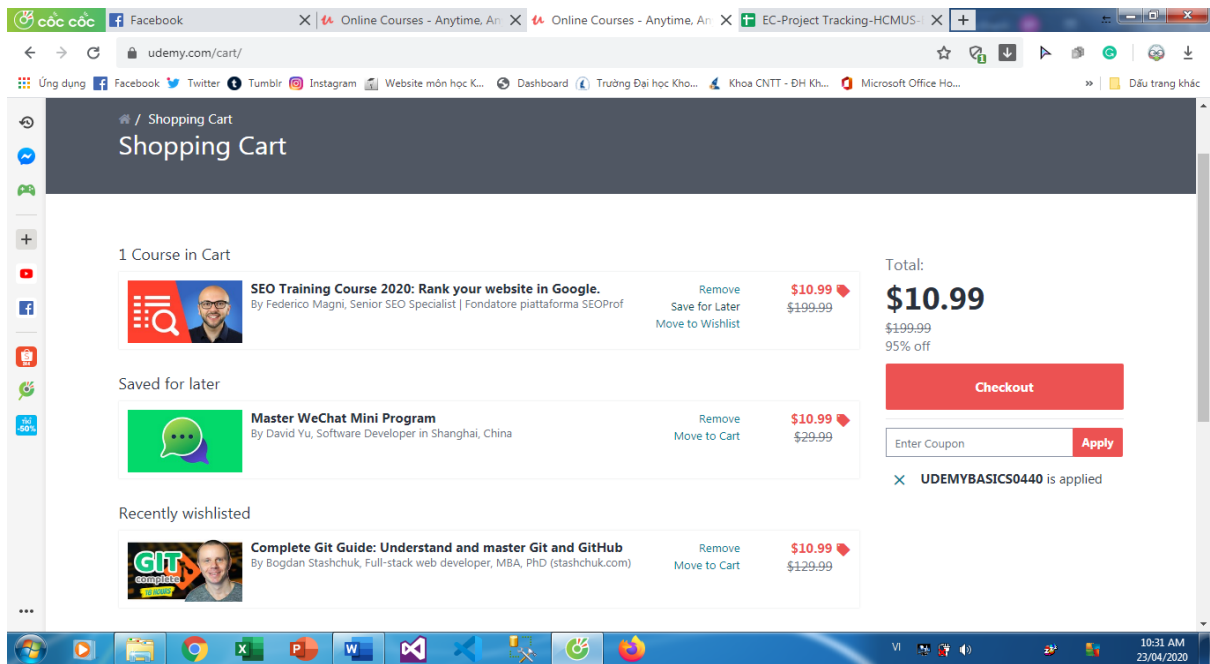 cốc cốc
Facebook
Online Courses - Anytime, An
Online Courses - Anytime, An
EC-Project Tracking-HCMUS-
udemy.com/cart/
Ứng dụng
Facebook
Twitter
Tumblr
Instagram
Website môn học K...
Dashboard
Trường Đại học Kho...
Khoa CNTT - ĐH Kh...
Microsoft Office Ho...
»
Dấu trang khác
/ Shopping Cart
Shopping Cart
1 Course in Cart
SEO Training Course 2020: Rank your website in Google.
By Federico Magni, Senior SEO Specialist | Fondatore piattaforma SEOProf
Remove
Save for Later
Move to Wishlist
$10.99
$199.99
Saved for later
Master WeChat Mini Program
By David Yu, Software Developer in Shanghai, China
Remove
Move to Cart
$10.99
$29.99
Recently wishlisted
GIT
complete
16 HOURS
Complete Git Guide: Understand and master Git and GitHub
By Bogdan Stashchuk, Full-stack web developer, MBA, PhD (stashchuk.com)
Remove
Move to Cart
$10.99
$129.99
Total:
$10.99
$199.99
95% off
Checkout
Enter Coupon
Apply
UDEMYBASICS0440 is applied
-50%
VI
10:31 AM
23/04/2020